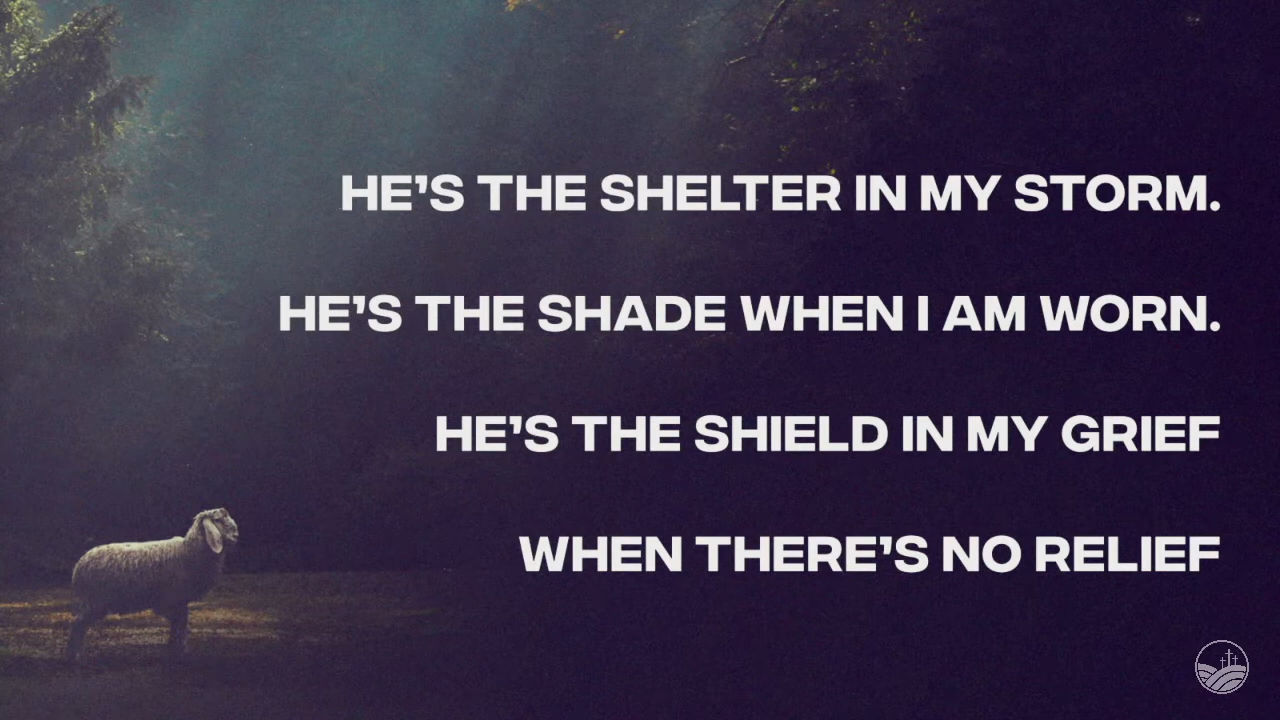 HE'S THE SHELTER IN MY STORM.
HE'S THE SHADE WHEN I AM WORN.
HE'S THE SHIELD IN MY GRIEF
WHEN THERE'S NO RELIEF